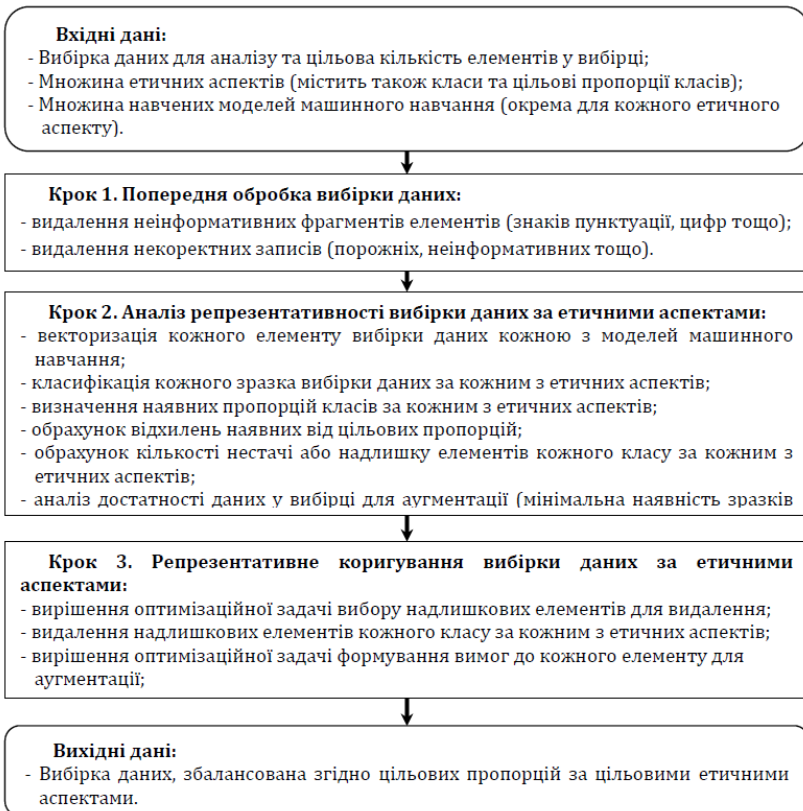 Вхідні дані:
- Вибірка даних для аналізу та цільова кількість елементів у вибірці;
- Множина етичних аспектів (містить також класи та цільові пропорції класів);
- Множина навчених моделей машинного навчання (окрема для кожного етичного
аспекту).
Крок 1. Попередня обробка вибірки даних:
- видалення неінформативних фрагментів елементів (знаків пунктуації, цифр тощо);
- видалення некоректних записів (порожніх, неінформативних тощо).
Крок 2. Аналіз репрезентативності вибірки даних за етичними аспектами:
- векторизація кожного елементу вибірки даних кожною з моделей машинного
навчання;
- класифікація кожного зразка вибірки даних за кожним з етичних аспектів;
- визначення наявних пропорцій класів за кожним з етичних аспектів;
- обрахунок відхилень наявних від цільових пропорцій;
- обрахунок кількості нестачі або надлишку елементів кожного класу за кожним з
етичних аспектів;
- аналіз достатності даних у вибірці для аугментації (мінімальна наявність зразків
Крок 3. Репрезентативне коригування вибірки даних за етичними
аспектами:
- вирішення оптимізаційної задачі вибору надлишкових елементів для видалення;
- видалення надлишкових елементів кожного класу за кожним з етичних аспектів;
- вирішення оптимізаційної задачі формування вимог до кожного елементу для
аугментації;
Вихідні дані:
- Вибірка даних, збалансована згідно цільових пропорцій за цільовими етичними
аспектами.